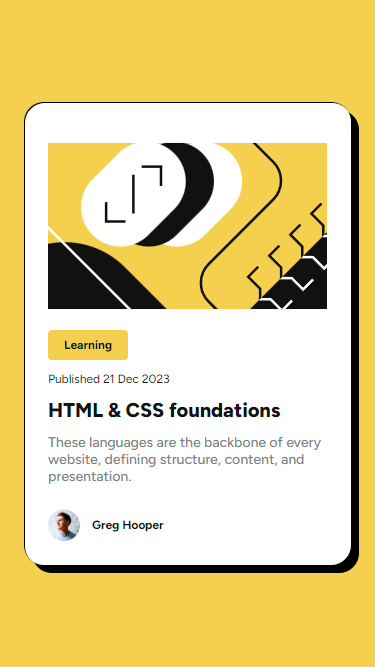 Learning
Published 21 Dec 2023
HTML & CSS foundations
These languages are the backbone of every
website, defining structure, content, and
presentation.
Greg Hooper